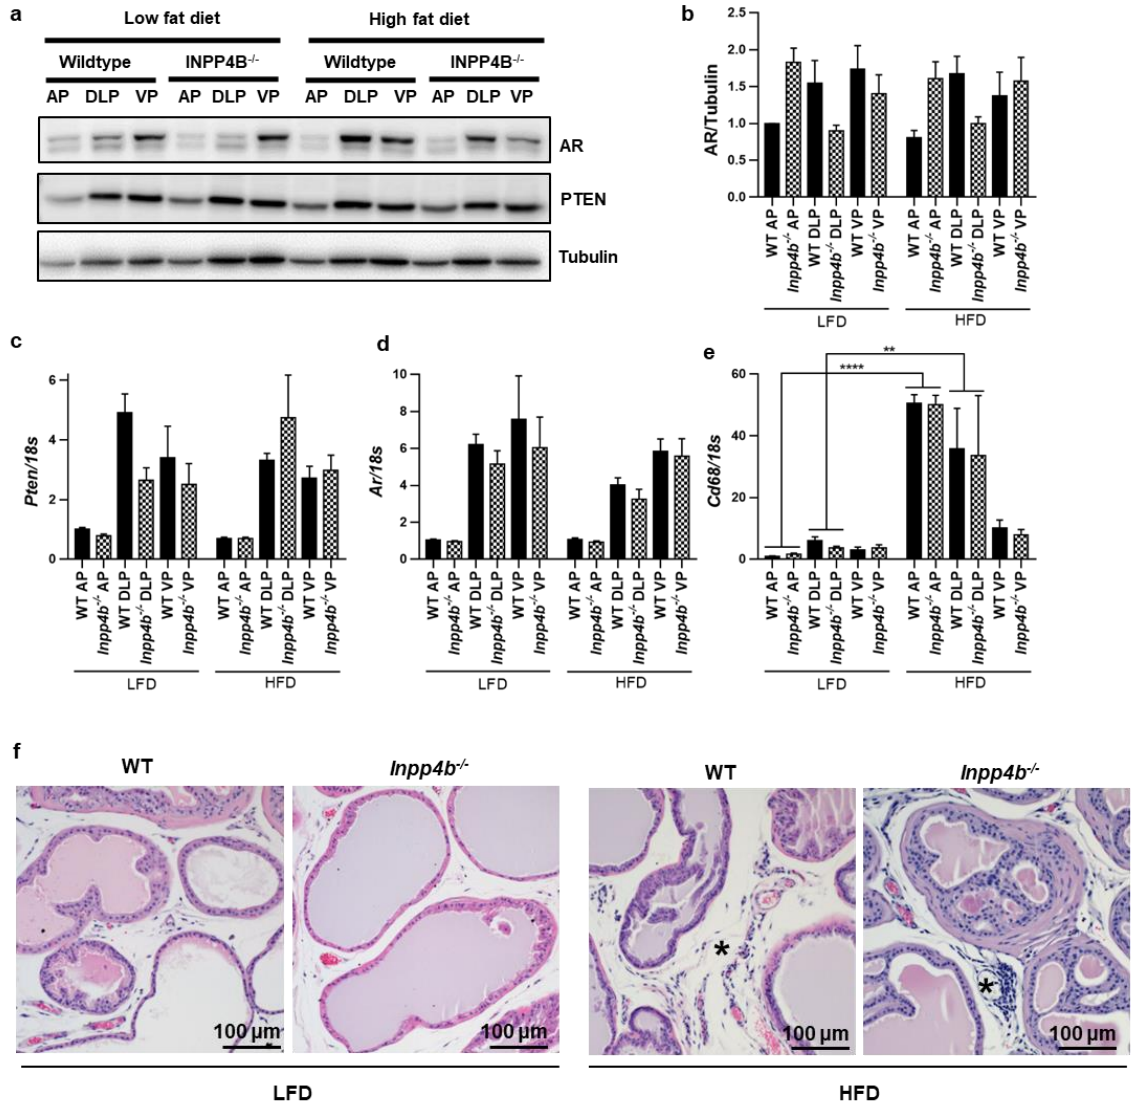 a
Low fat diet High fat diet
Wildtype INPP4B-/- Wildtype INPP4B-/-
AP DLP VP AP DLP VP AP DLP VP AP DLP VP
AR
PTEN
Tubulin
b
AR/Tubulin
2.5
2.0
1.5
1.0
0.5
0.0
WT AP
Inpp4b-/- AP
WT DLP
Inpp4b-/- DLP
WT VP
Inpp4b-/- VP
WT AP
Inpp4b-/- AP
WT DLP
Inpp4b-/- DLP
WT VP
Inpp4b-/- VP
LFD HFD
c
Pten/18s
6
4
2
0
WT AP
Inpp4b-/- AP
WT DLP
Inpp4b-/- DLP
WT VP
Inpp4b-/- VP
WT AP
Inpp4b-/- AP
WT DLP
Inpp4b-/- DLP
WT VP
Inpp4b-/- VP
LFD HFD
d
Ar/18s
10
8
6
4
2
0
WT AP
Inpp4b-/- AP
WT DLP
Inpp4b-/- DLP
WT VP
Inpp4b-/- VP
WT AP
Inpp4b-/- AP
WT DLP
Inpp4b-/- DLP
WT VP
Inpp4b-/- VP
LFD HFD
e
**
****
Cd68/18s
60
40
20
0
WT AP
Inpp4b-/- AP
WT DLP
Inpp4b-/- DLP
WT VP
Inpp4b-/- VP
WT AP
Inpp4b-/- AP
WT DLP
Inpp4b-/- DLP
WT VP
Inpp4b-/- VP
LFD HFD
f
WT Inpp4b-/- WT Inpp4b-/-
* *
100 µm 100 µm 100 µm 100 µm
LFD HFD